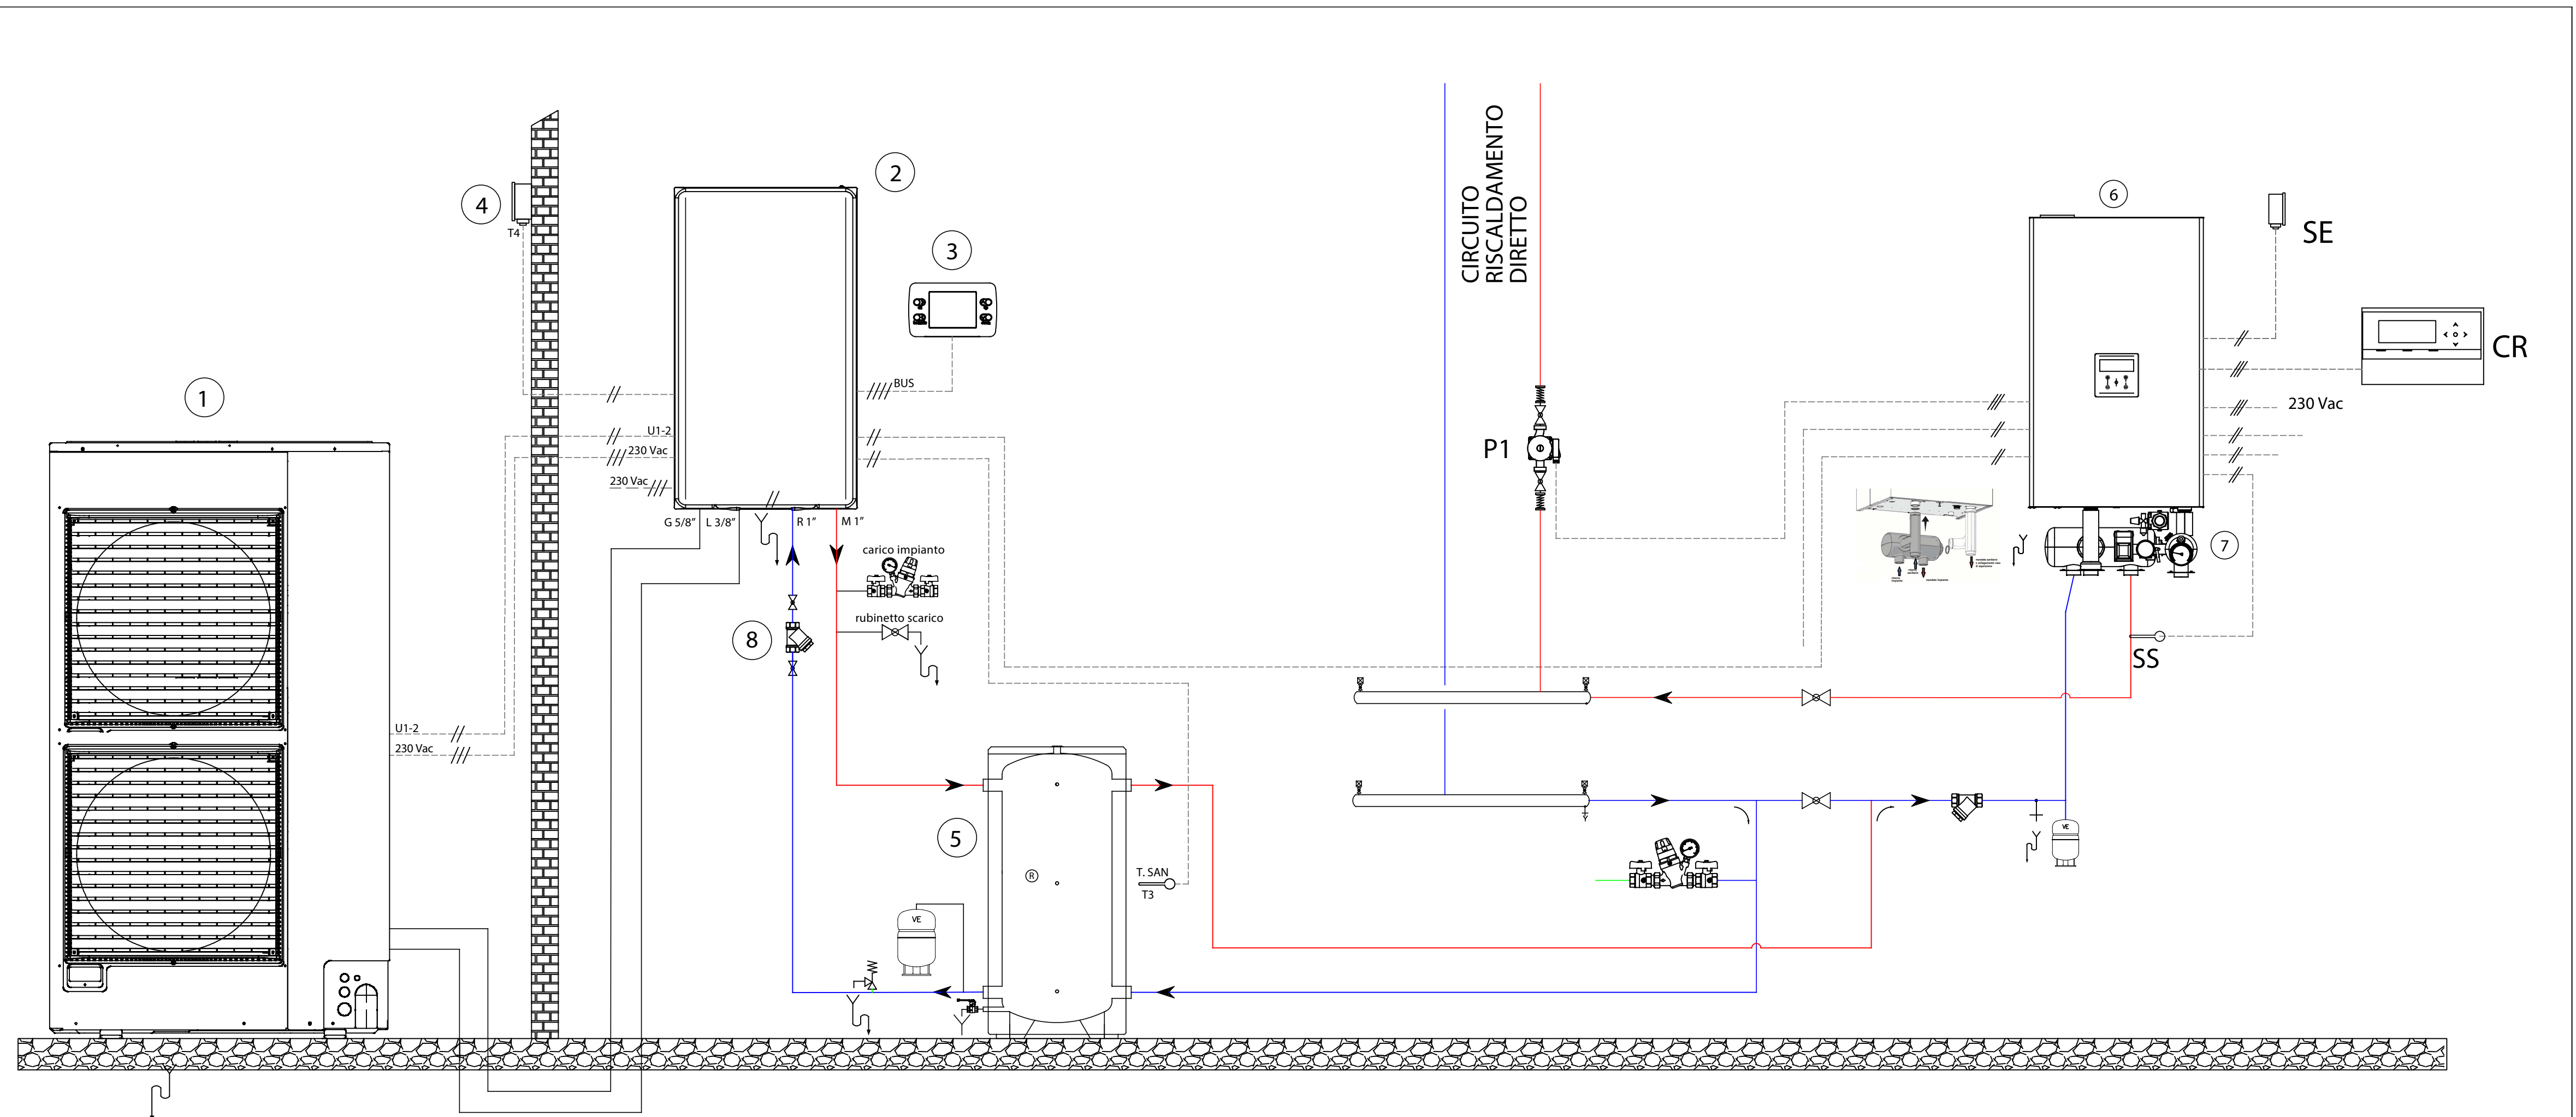 1
2
3
4
T4
BUS
U1-2
230 Vac
230 Vac
G 5/8"
L 3/8"
R 1"
M 1"
carico impianto
rubinetto scarico
8
U1-2
230 Vac
5
R
T. SAN
T3
VE
CIRCUITO
RISCALDAMENTO
DIRETTO
P1
6
SE
CR
230 Vac
7
SS
VE